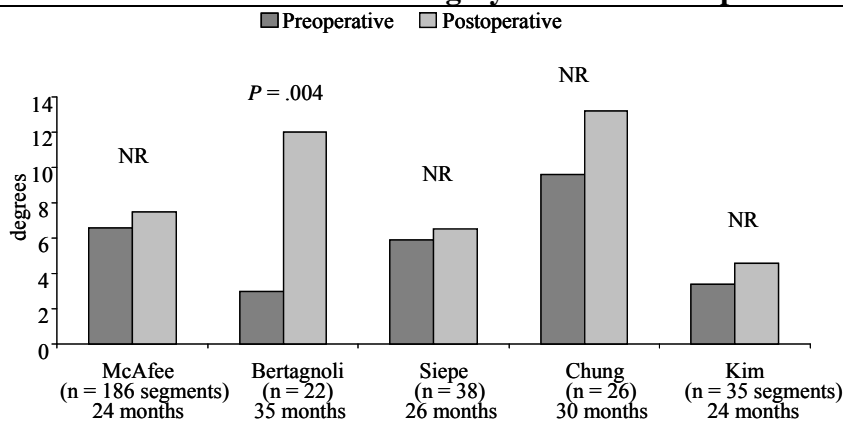 Preoperative Postoperative
NR
P = .004
NR
NR
NR
degrees
14
12
10
8
6
4
2
0
McAfee
(n = 186 segments)
24 months
Bertagnoli
(n = 22)
35 months
Siepe
(n = 38)
26 months
Chung
(n = 26)
30 months
Kim
(n = 35 segments)
24 months